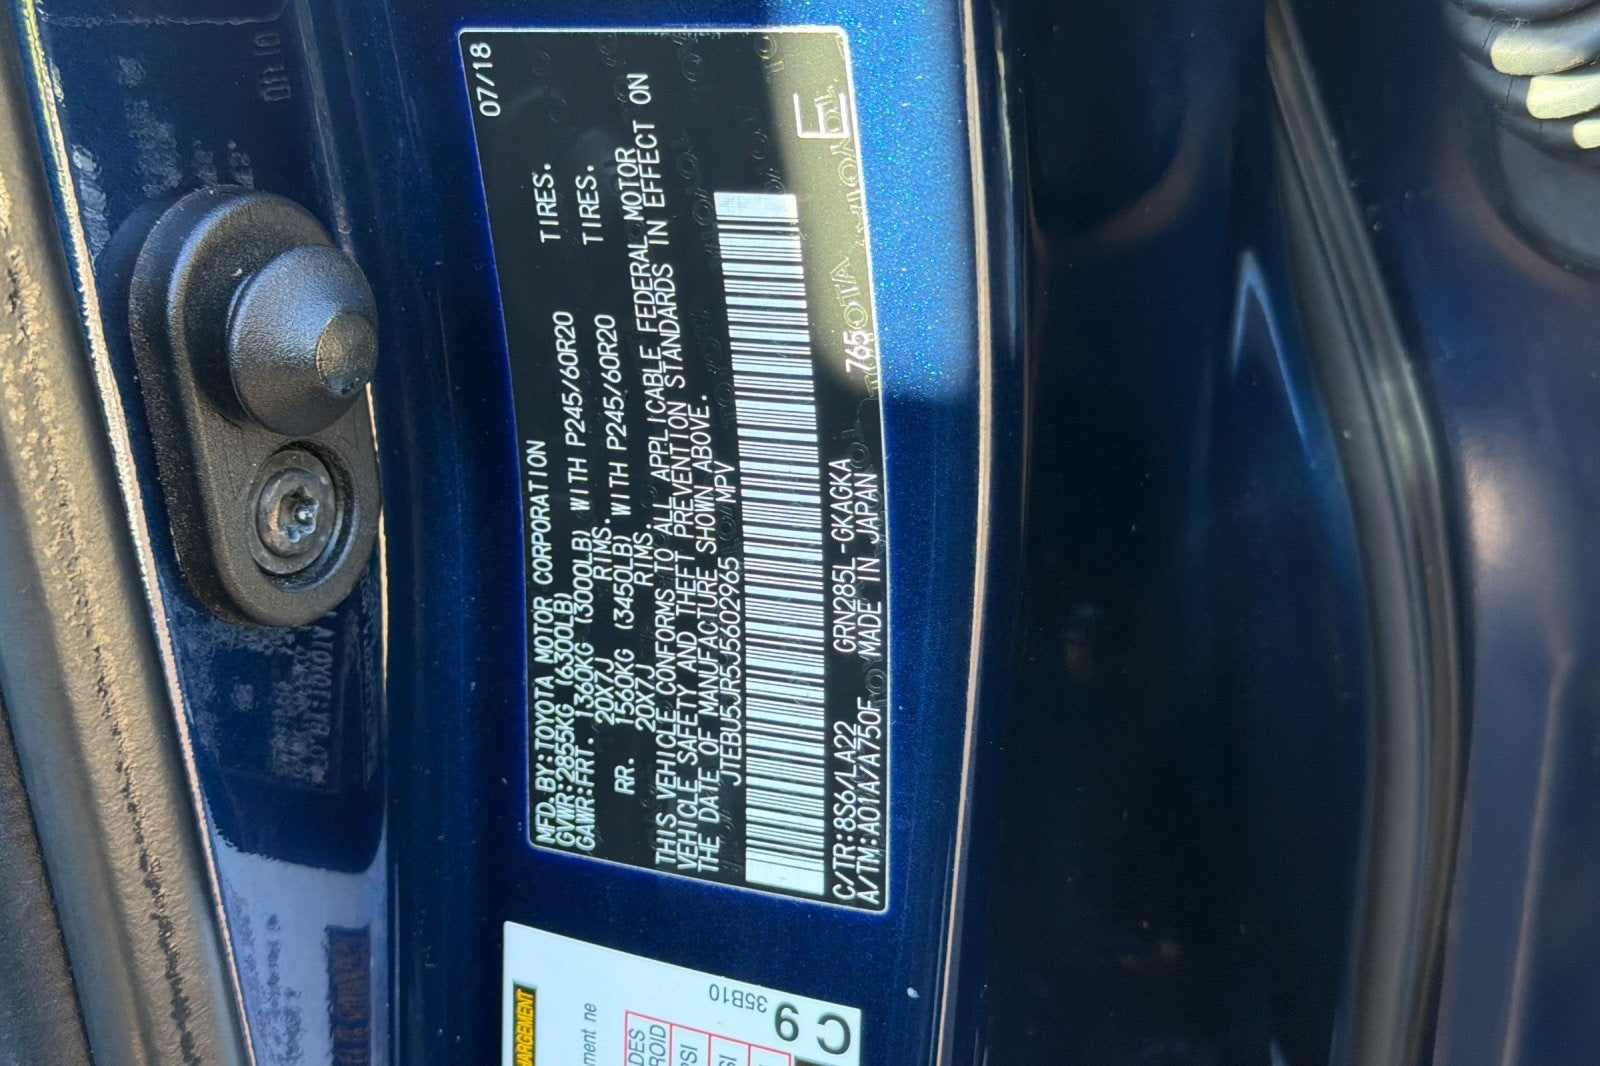 07/18
MFD.BY:TOYOTA MOTOR CORPORATION
GVWR:2855KG (6300LB)
GAWR:FRT. 1360KG (3000LB) WITH P245/60R20 TIRES.
20X7J RIMS.
RR. 1560KG (3450LB) WITH P245/60R20 TIRES.
20X7J RIMS.
THIS VEHICLE CONFORMS TO ALL APPLICABLE FEDERAL MOTOR
VEHICLE SAFETY AND THEFT PREVENTION STANDARDS IN EFFECT ON
THE DATE OF MANUFACTURE SHOWN ABOVE.
JTEBU5JR5J5602965 MPV
E
765
C/TR:8S6/LA22 GRN285L-GKAGKA
A/TM:A01A/A750F MADE IN JAPAN
35B10
C 9